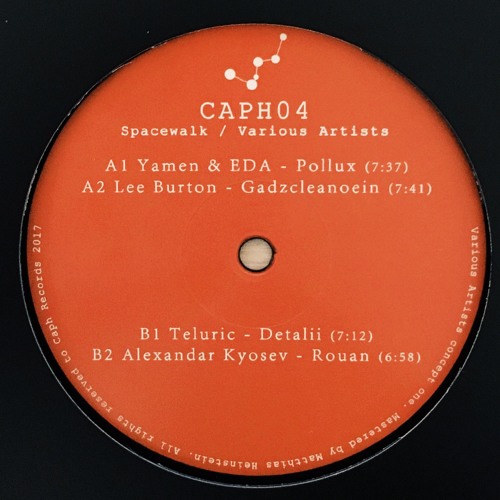 CAPH04
Spacewalk / Various Artists
A1 Yamen & EDA - Pollux (7:37)
A2 Lee Burton - Gadzcleanoein (7:41)
B1 Teluric - Detalii (7:12)
B2 Alexandar Kyosev - Rouan (6:58)
Various Artists concept one. Mastered by Matthias Heinstein. All rights reserved to Caph Records 2017